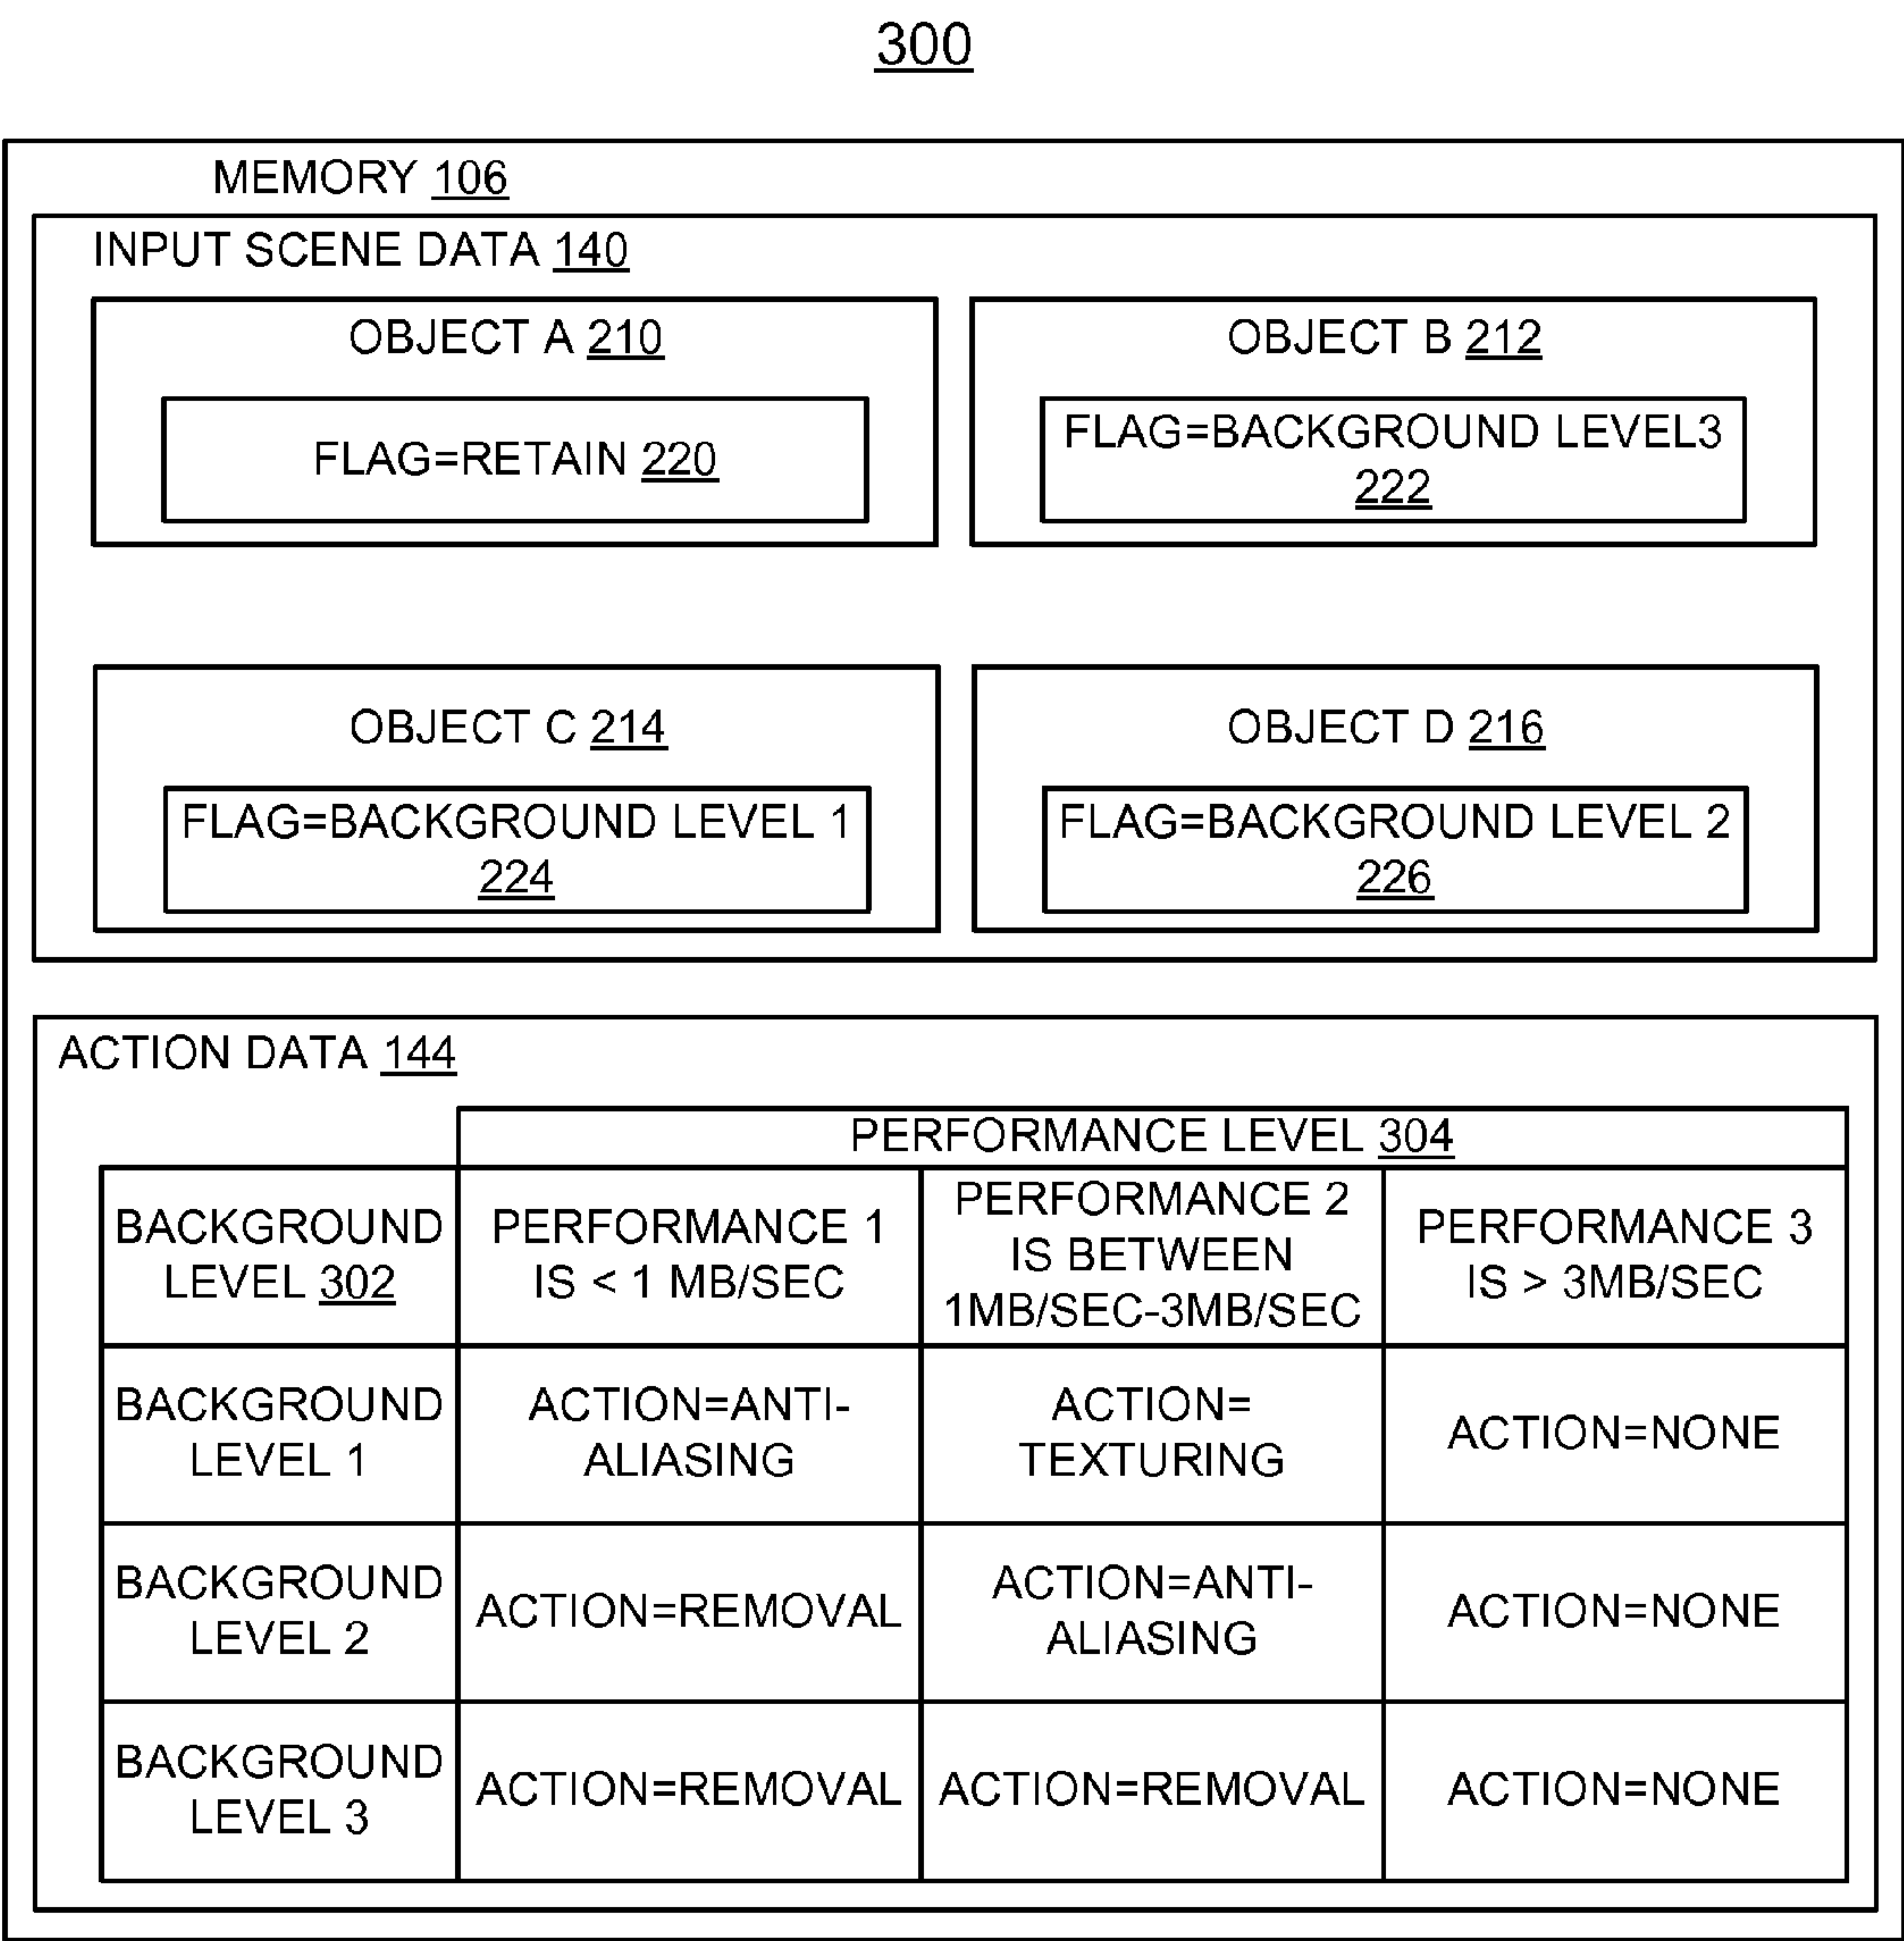 300
MEMORY 106
INPUT SCENE DATA 140
OBJECT A 210
FLAG=RETAIN 220
OBJECT B 212
FLAG=BACKGROUND LEVEL3
222
OBJECT C 214
FLAG=BACKGROUND LEVEL 1
224
OBJECT D 216
FLAG=BACKGROUND LEVEL 2
226
ACTION DATA 144
PERFORMANCE LEVEL 304
BACKGROUND
LEVEL 302
PERFORMANCE 1
IS < 1 MB/SEC
PERFORMANCE 2
IS BETWEEN
1MB/SEC-3MB/SEC
PERFORMANCE 3
IS > 3MB/SEC
BACKGROUND
LEVEL 1
ACTION=ANTI-
ALIASING
ACTION=
TEXTURING
ACTION=NONE
BACKGROUND
LEVEL 2
ACTION=REMOVAL
ACTION=ANTI-
ALIASING
ACTION=NONE
BACKGROUND
LEVEL 3
ACTION=REMOVAL
ACTION=REMOVAL
ACTION=NONE